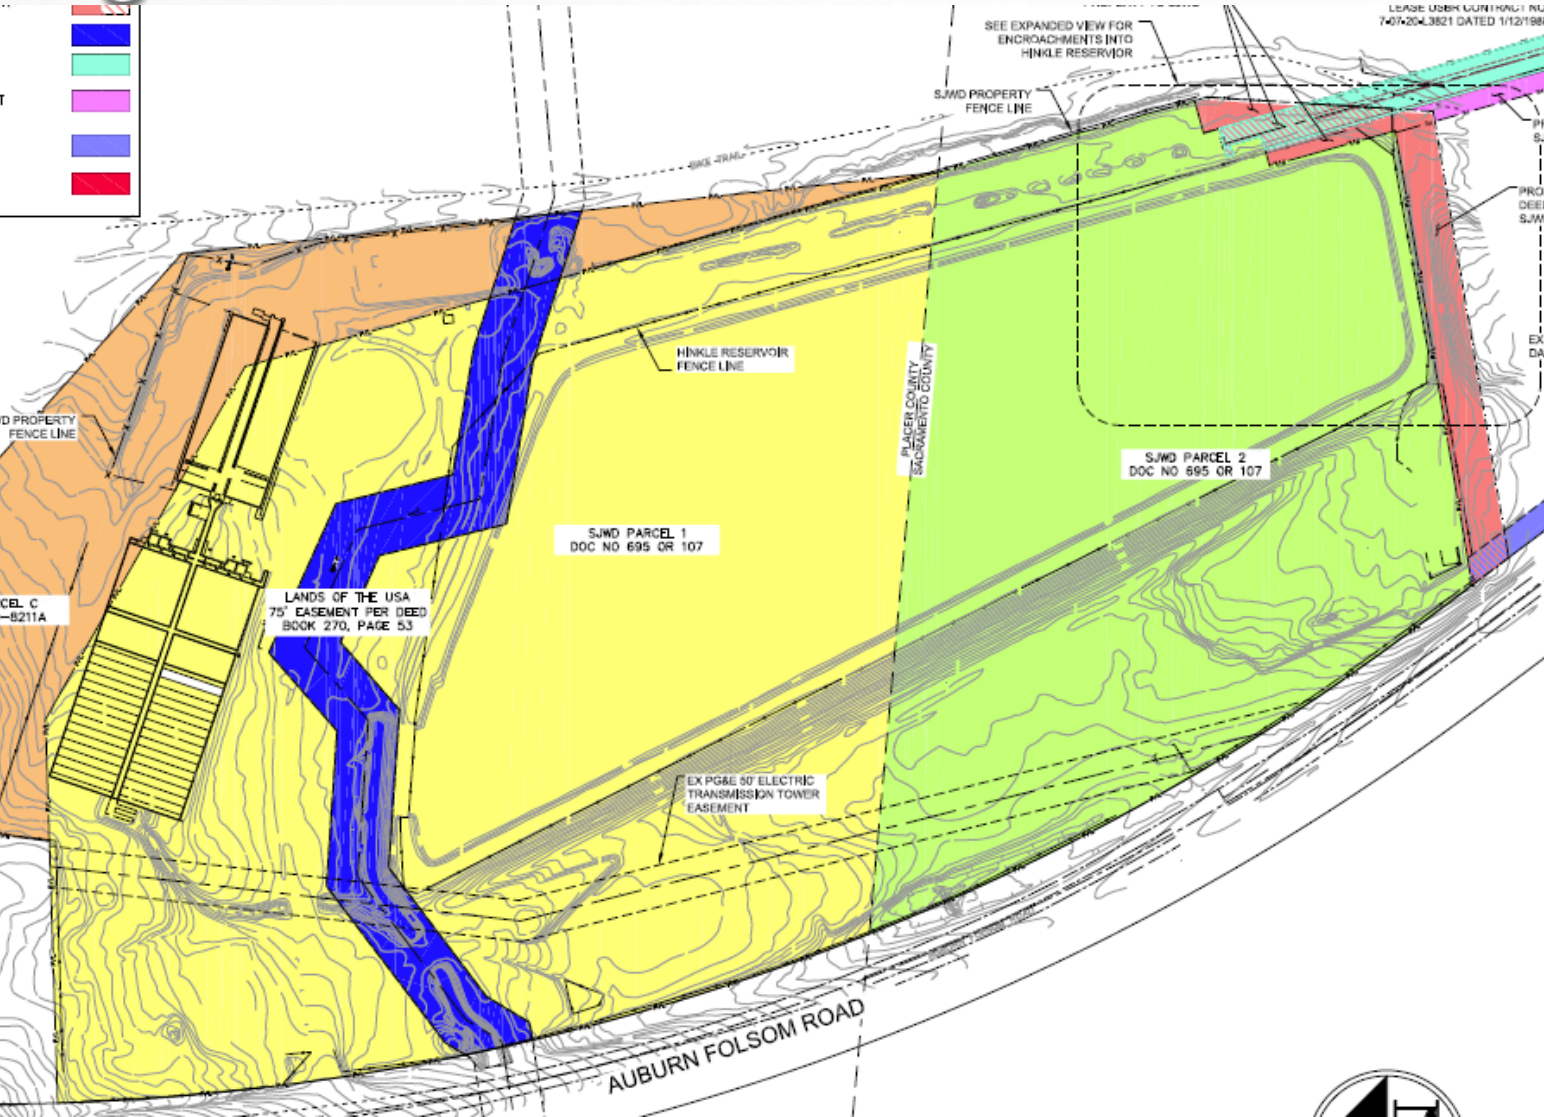 LEASE USBR CONTRACT NO
7-07-20-L3821 DATED 1/12/198
SEE EXPANDED VIEW FOR
ENCROACHMENTS INTO
HINKLE RESERVIOR
SJWD PROPERTY
FENCE LINE
BIKE TRAIL
HINKLE RESERVOIR
FENCE LINE
PLACER COUNTY
SACRAMENTO COUNTY
PROPERTY
FENCE LINE
SJWD PARCEL 2
DOC NO 695 OR 107
SJWD PARCEL 1
DOC NO 695 OR 107
LANDS OF THE USA
75' EASEMENT PER DEED
BOOK 270, PAGE 53
CEL C
-8211A
EX PG&E 50' ELECTRIC
TRANSMISSION TOWER
EASEMENT
AUBURN FOLSOM ROAD